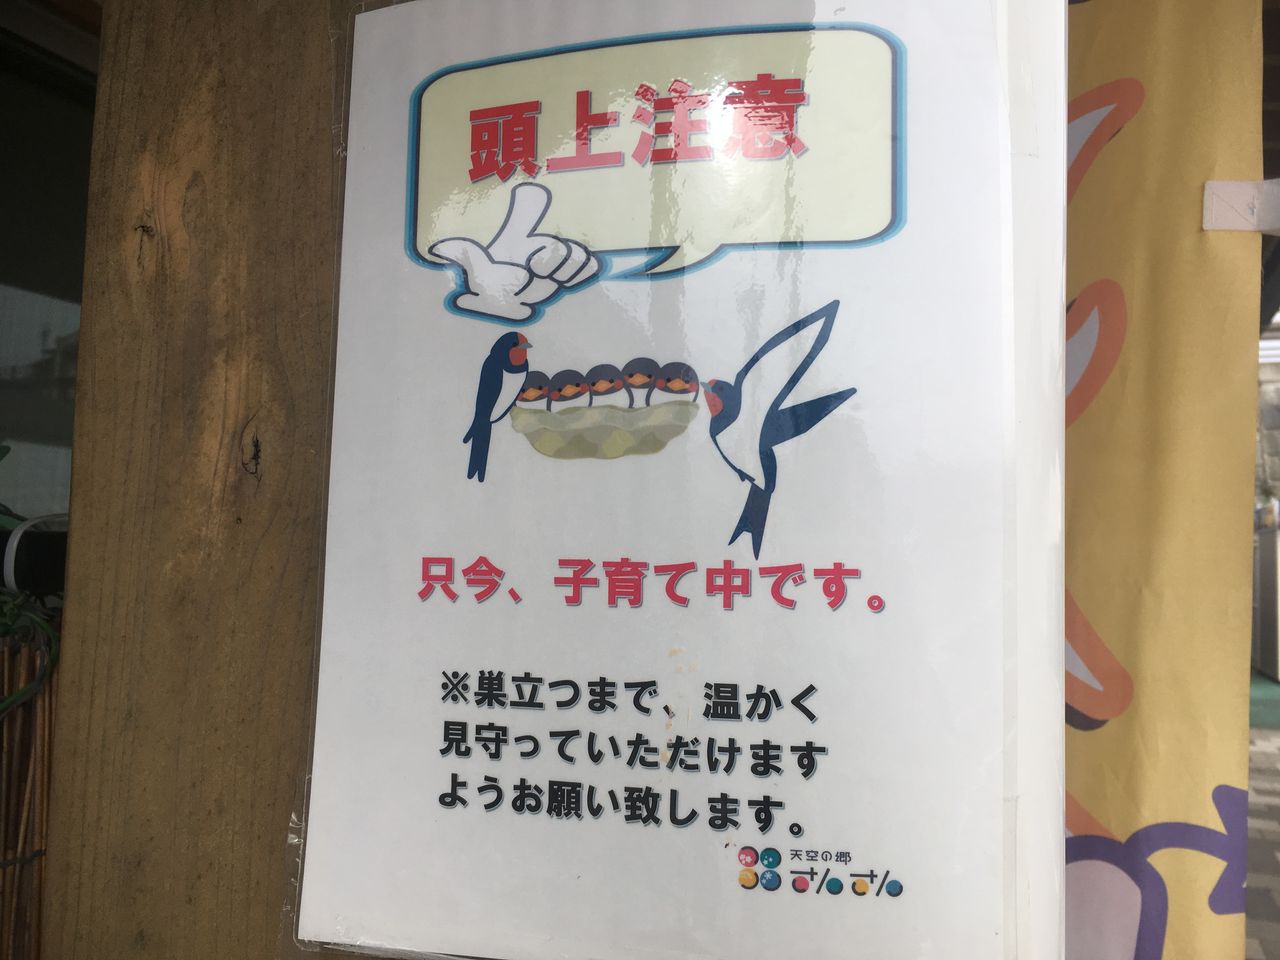 頭上注意
只今、子育て中です。
※巣立つまで、温かく
見守っていただけます
ようお願い致します。
天空の郷
さんさん